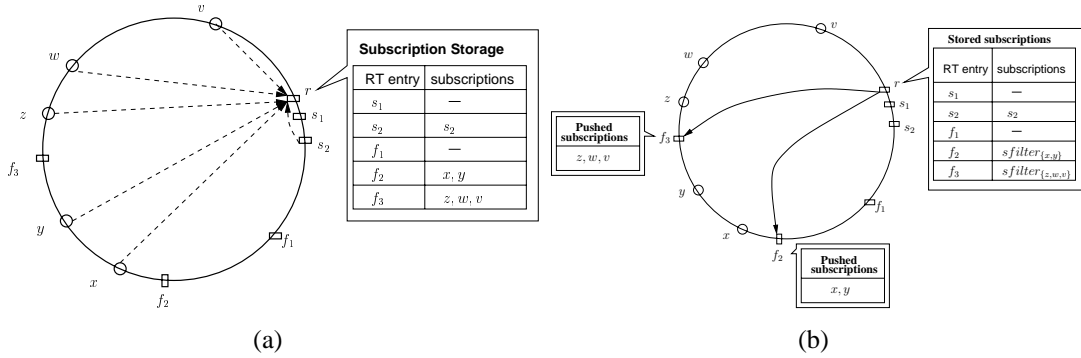 v
w
z
f3
y
x
f2
f1
r
s1
s2
Subscription Storage
RT entry subscriptions
s1 —
s2 s2
f1 —
f2 x, y
f3 z, w, v
(a)
v
w
z
f3
y
x
f2
f1
r
s1
s2
Pushed
subscriptions
z, w, v
Pushed
subscriptions
x, y
Stored subscriptions
RT entry subscriptions
s1 —
s2 s2
f1 —
f2 sfilter{x,y}
f3 sfilter{z,w,v}
(b)